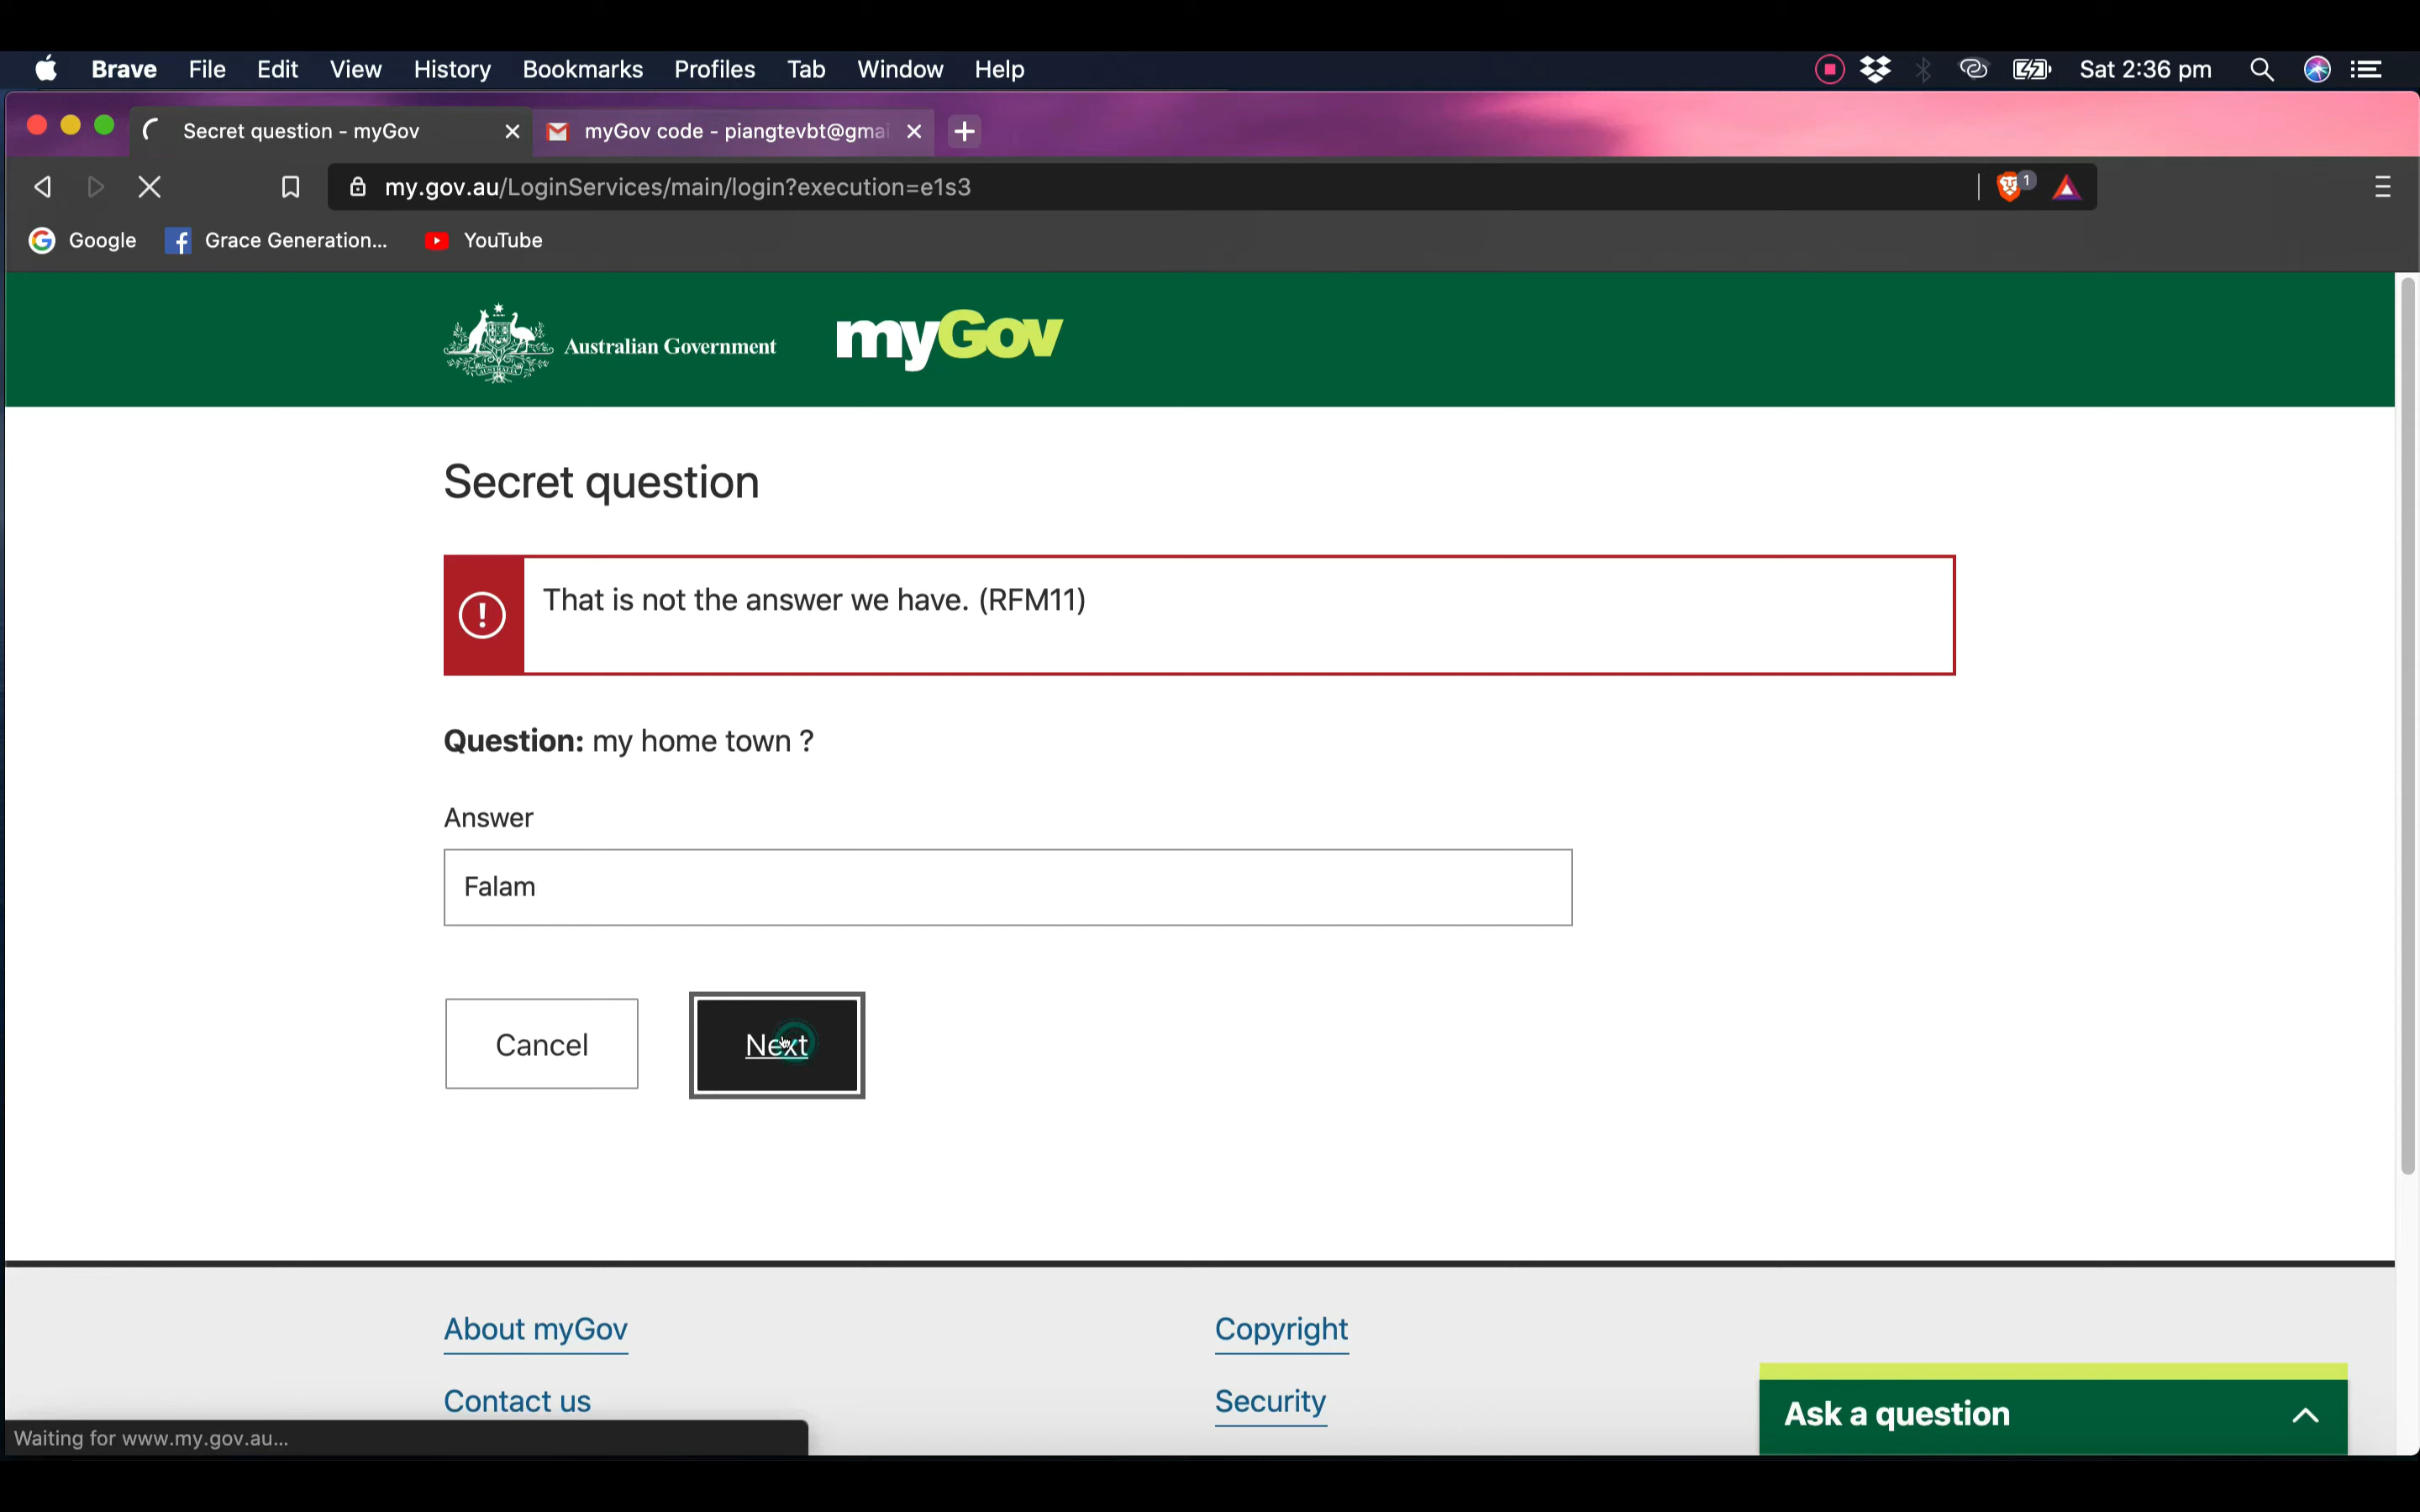 Brave File Edit View History Bookmarks Profiles Tab Window Help Sat 2:36 pm
Secret question - myGov myGov code - piangtevbt@gmai
my.gov.au/LoginServices/main/login?execution=e1s3 1
Google Grace Generation... YouTube
Australian Government myGov
Secret question
That is not the answer we have. (RFM11)
Question: my home town ?
Answer
Falam
Cancel Next
About myGov Copyright
Contact us Security
Ask a question
Waiting for www.my.gov.au...